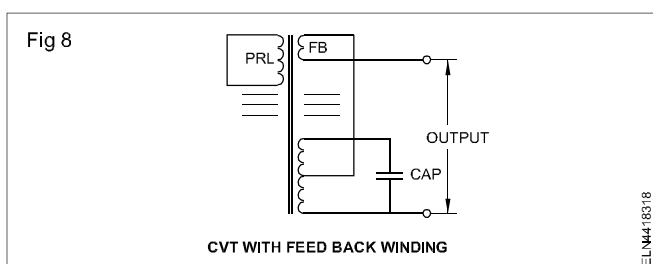 Fig 8
PRL
FB
OUTPUT
CAP
CVT WITH FEED BACK WINDING
ELN4418318